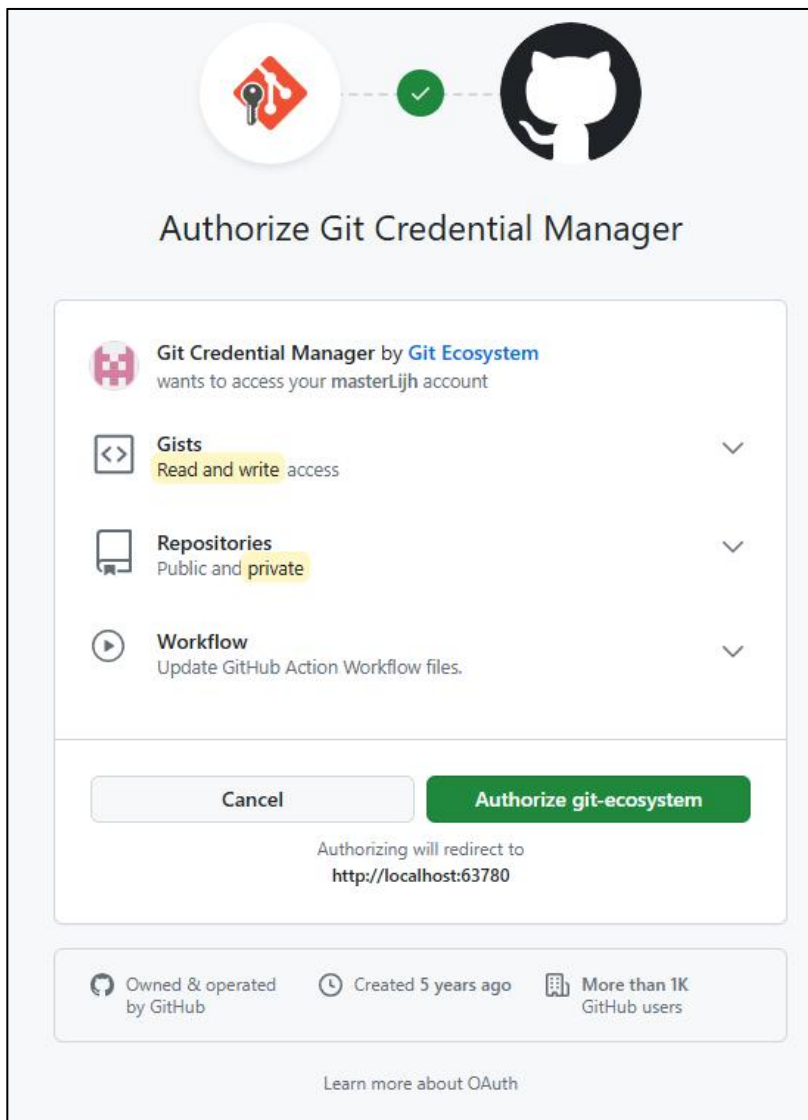 Authorize Git Credential Manager
Git Credential Manager by Git Ecosystem
wants to access your masterLijh account
Gists
Read and write access
Repositories
Public and private
Workflow
Update GitHub Action Workflow files.
Cancel
Authorize git-ecosystem
Authorizing will redirect to
http://localhost:63780
Owned & operated
by GitHub
Created 5 years ago
More than 1K
GitHub users
Learn more about OAuth